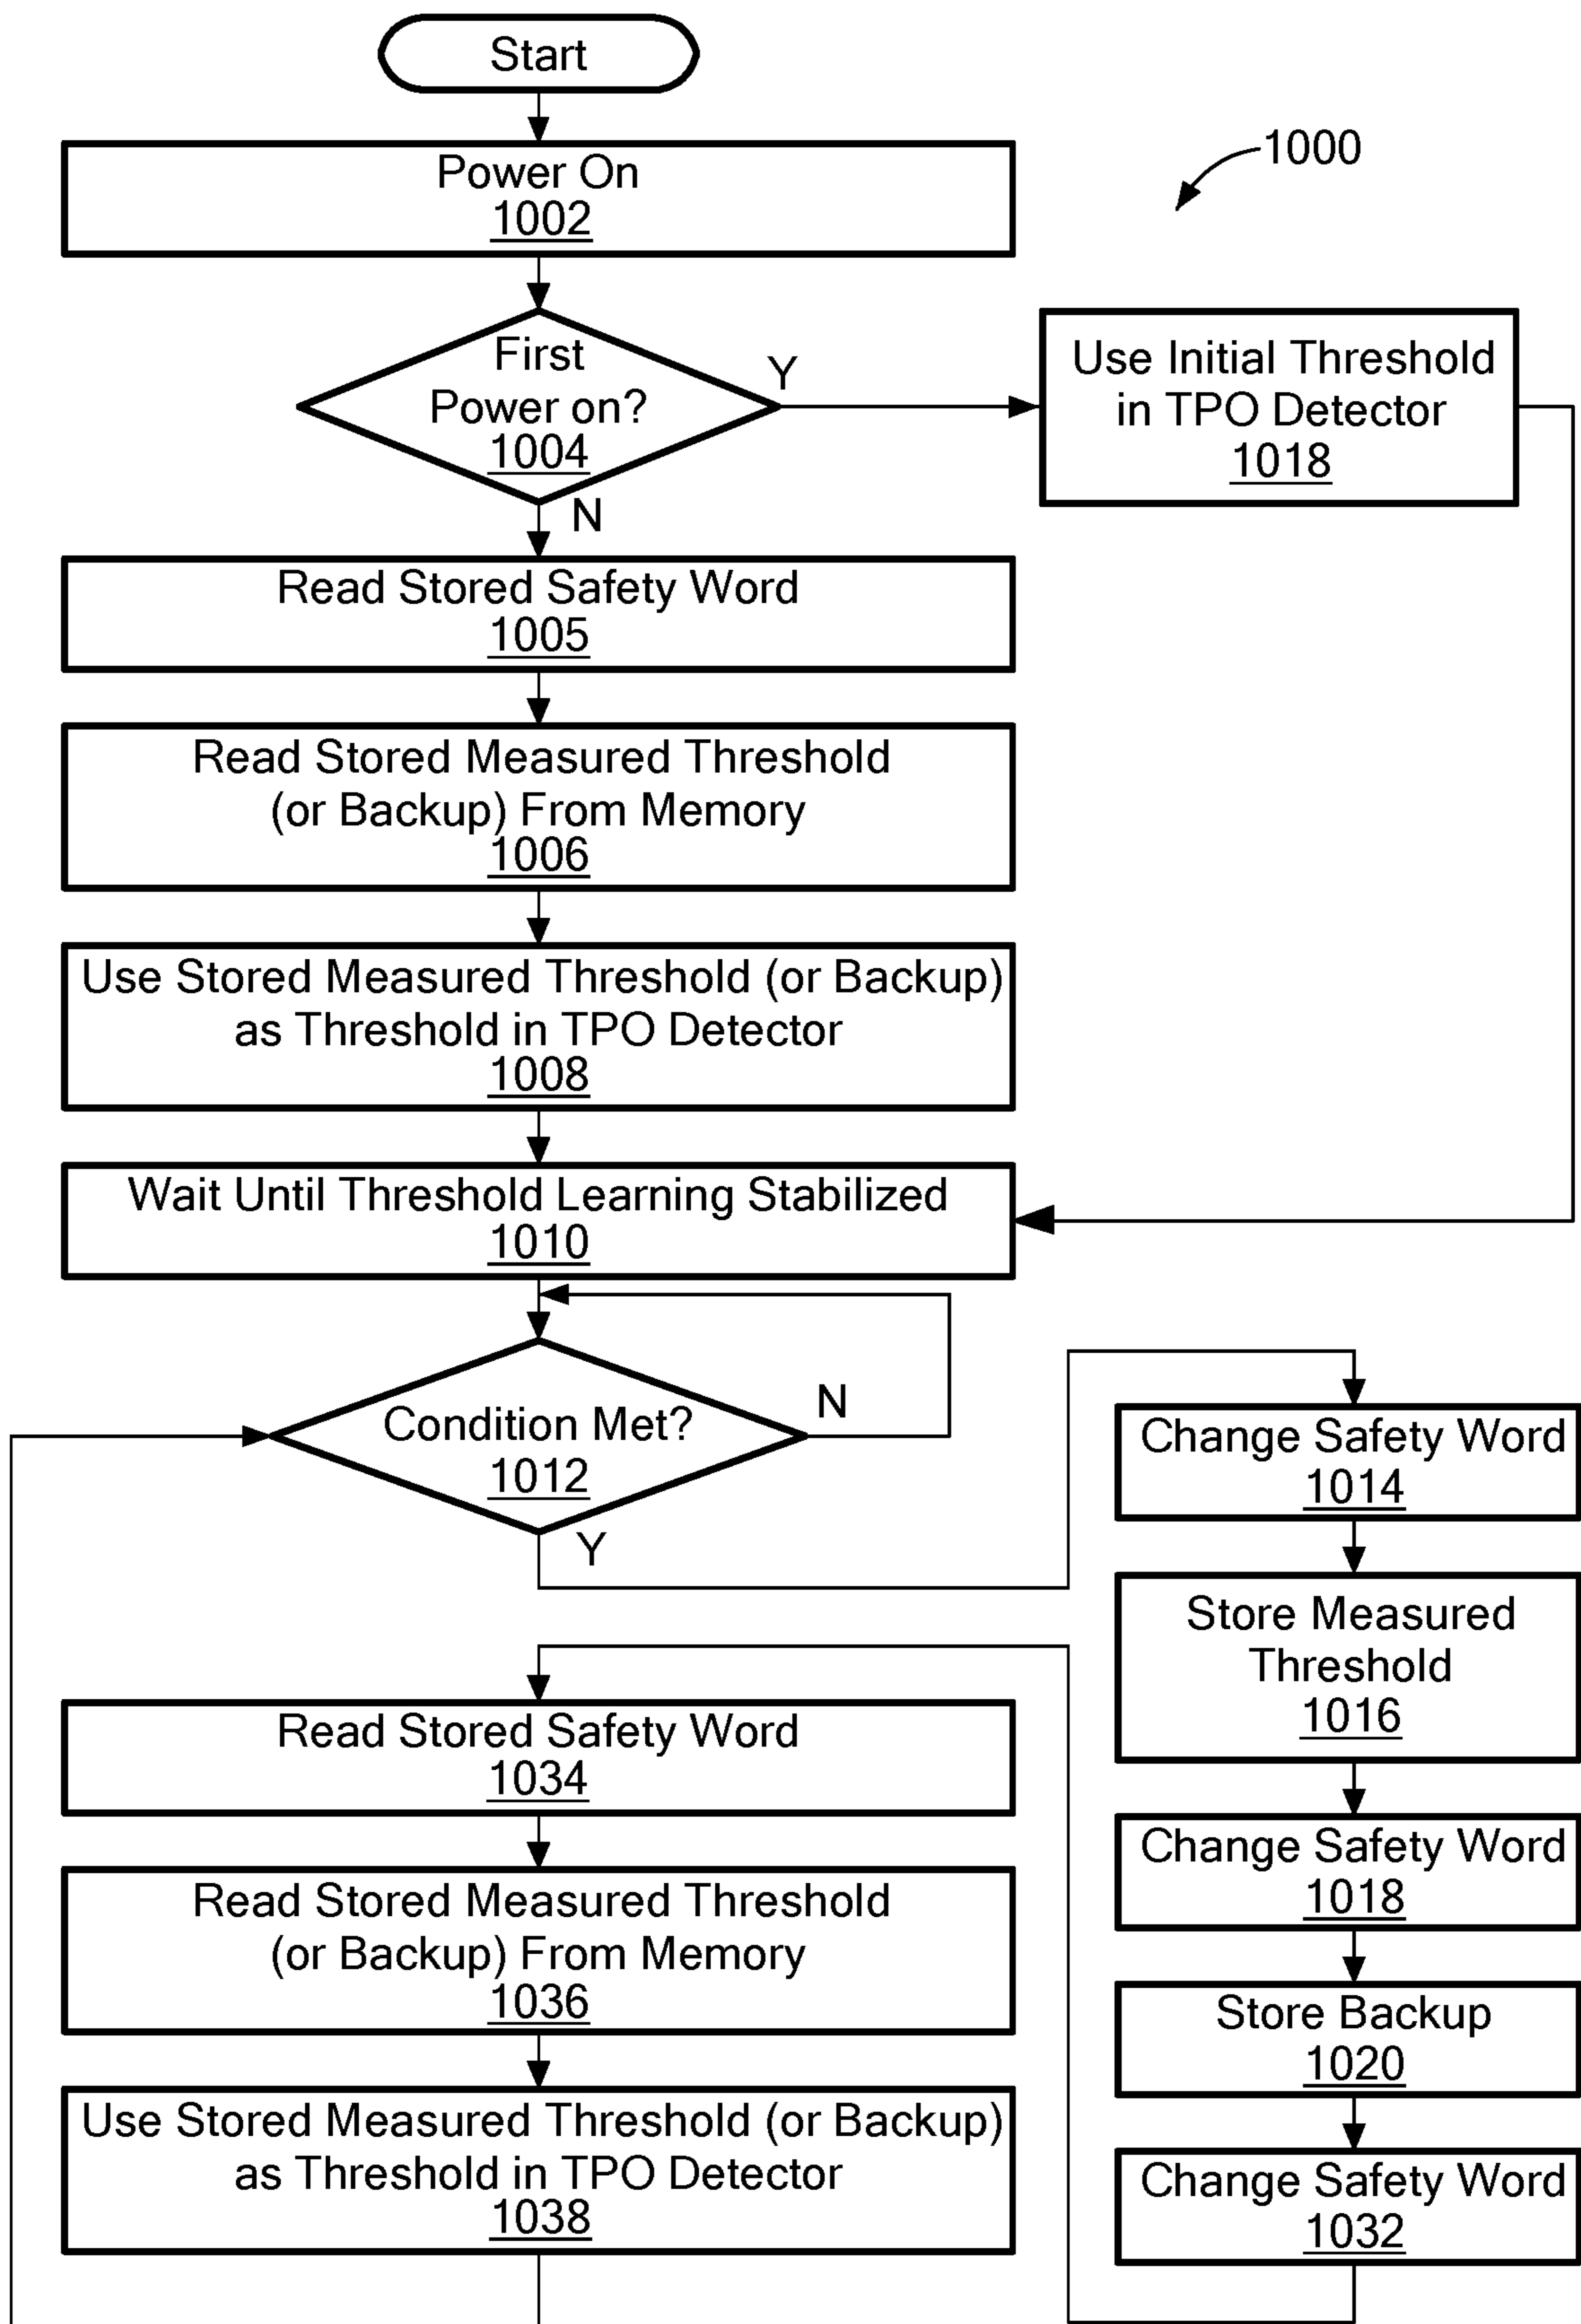 Start
Power On
1002
1000
First
Power on?
1004
Y
N
Use Initial Threshold
in TPO Detector
1018
Read Stored Safety Word
1005
Read Stored Measured Threshold
(or Backup) From Memory
1006
Use Stored Measured Threshold (or Backup)
as Threshold in TPO Detector
1008
Wait Until Threshold Learning Stabilized
1010
Condition Met?
1012
N
Y
Change Safety Word
1014
Store Measured
Threshold
1016
Change Safety Word
1018
Store Backup
1020
Change Safety Word
1032
Read Stored Safety Word
1034
Read Stored Measured Threshold
(or Backup) From Memory
1036
Use Stored Measured Threshold (or Backup)
as Threshold in TPO Detector
1038